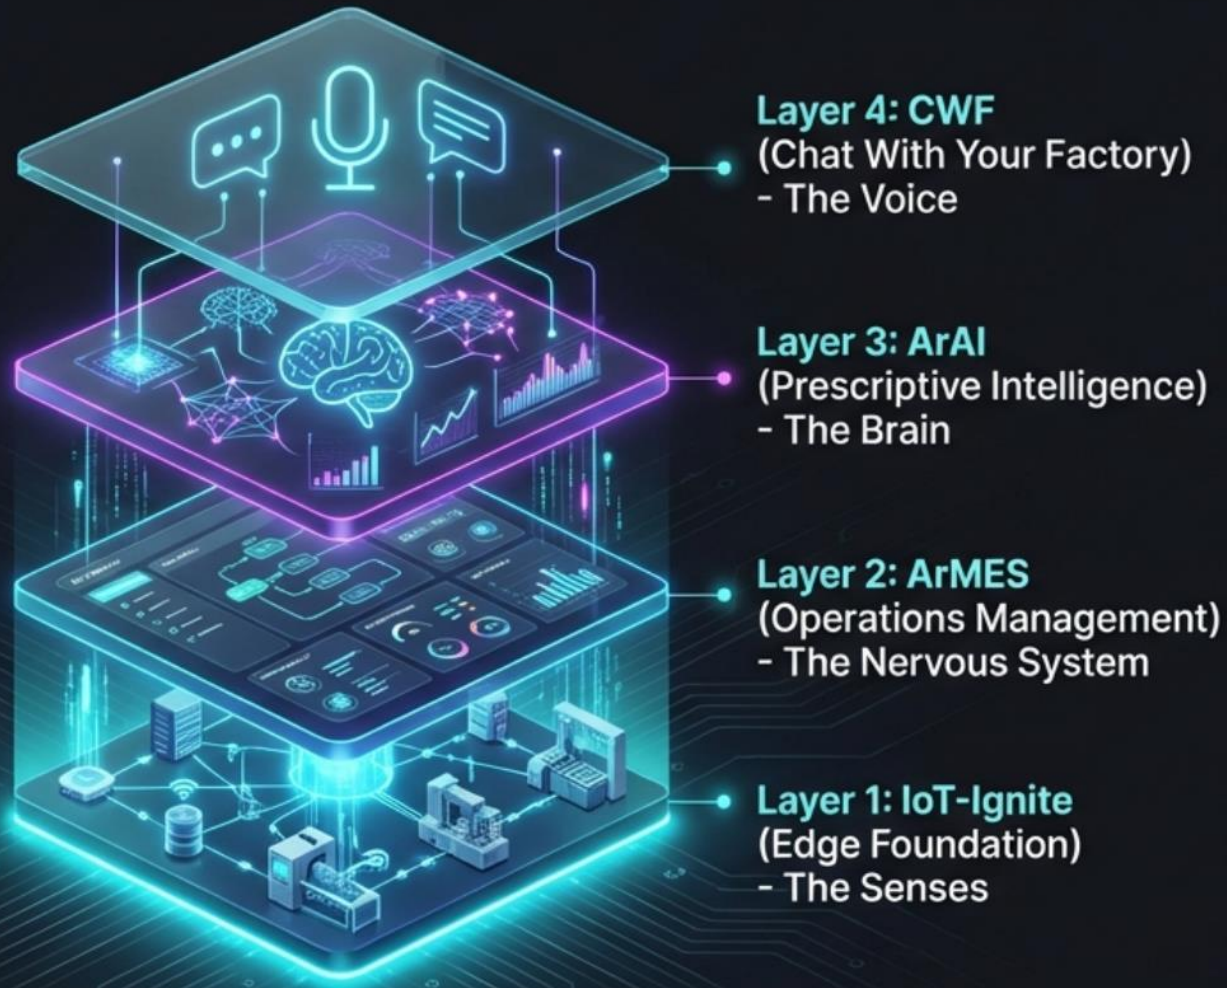 Layer 4: CWF
(Chat With Your Factory)
- The Voice
Layer 3: ArAI
(Prescriptive Intelligence)
- The Brain
Layer 2: ArMES
(Operations Management)
- The Nervous System
Layer 1: IoT-Ignite
(Edge Foundation)
- The Senses